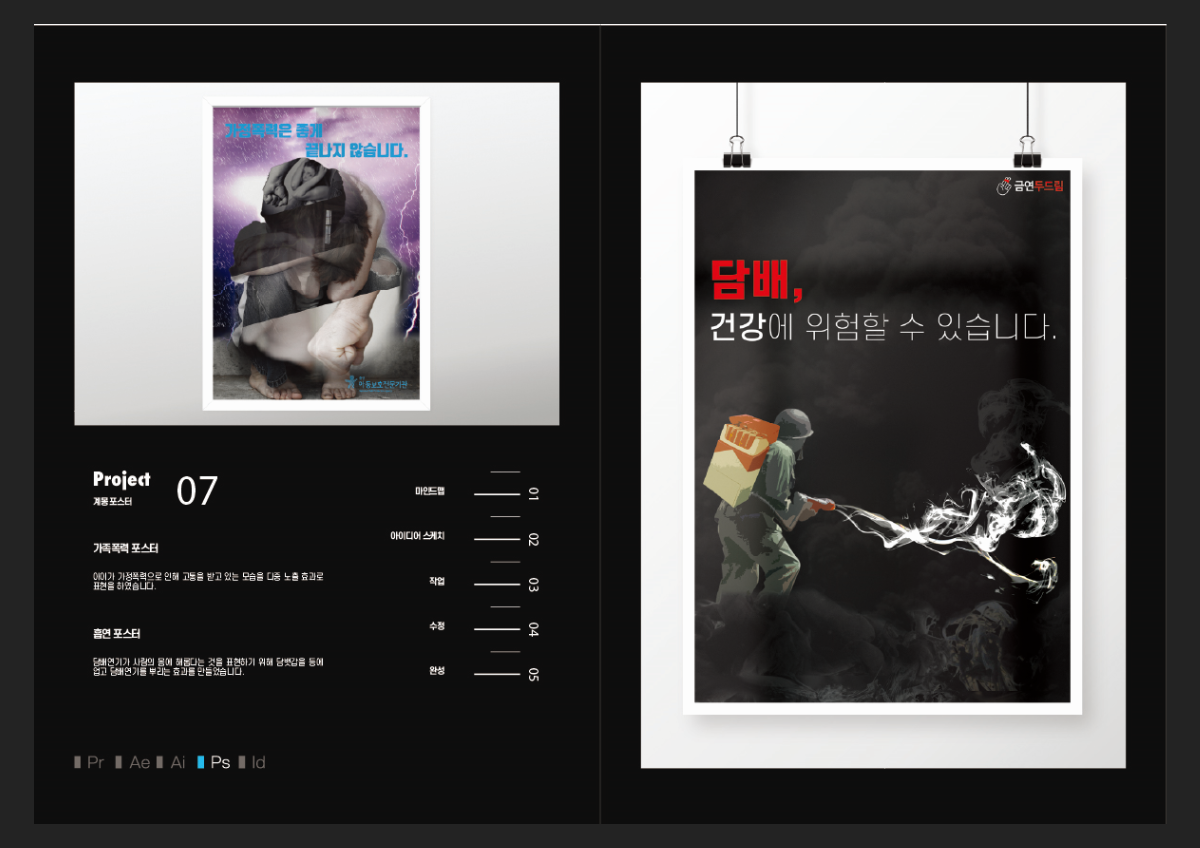 가정폭력은 좋게
끝나지 않습니다.
아동보호전문기관
Project
계몽포스터
07
가족폭력 포스터
아이가 가정폭력으로 인해 고통을 받고 있는 모습을 다중 노출 효과로
표현을 하였습니다.
흡연 포스터
담배연기가 사람의 몸에 해롭다는 것을 표현하기 위해 담뱃갑을 등에
업고 담배연기를 뿌리는 효과를 만들었습니다.
마인드맵 01
아이디어 스케치 02
작업 03
수정 04
완성 05
Pr Ae Ai Ps Id
금연두드림
담배,
건강에 위험할 수 있습니다.